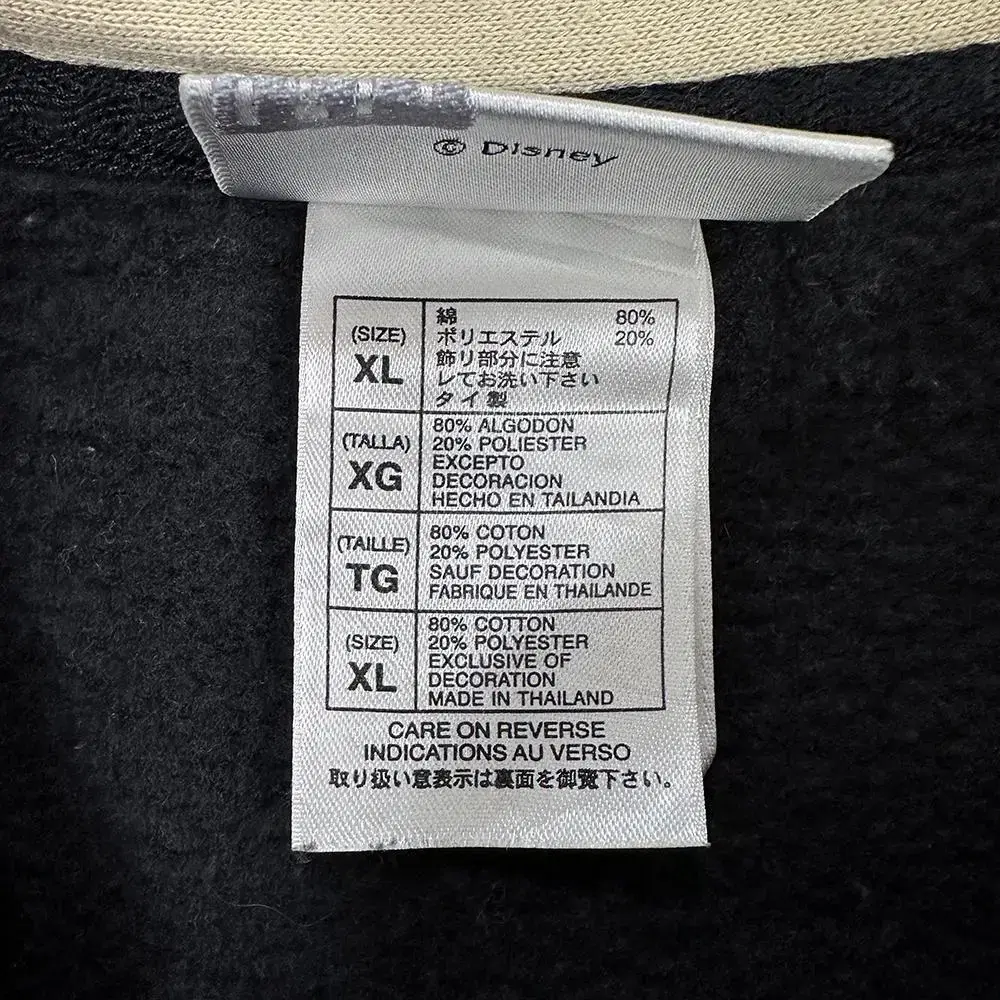 © Disney
(SIZE)
XL
綿 80%
ポリエステル 20%
飾り部分に注意
してお洗い下さい
タイ製
(TALLA)
XG
80% ALGODON
20% POLIESTER
EXCEPTO
DECORACION
HECHO EN TAILANDIA
(TAILLE)
TG
80% COTON
20% POLYESTER
SAUF DECORATION
FABRIQUE EN THAILANDE
(SIZE)
XL
80% COTTON
20% POLYESTER
EXCLUSIVE OF
DECORATION
MADE IN THAILAND
CARE ON REVERSE
INDICATIONS AU VERSO
取り扱い意表示は裏面を御覽下さい。